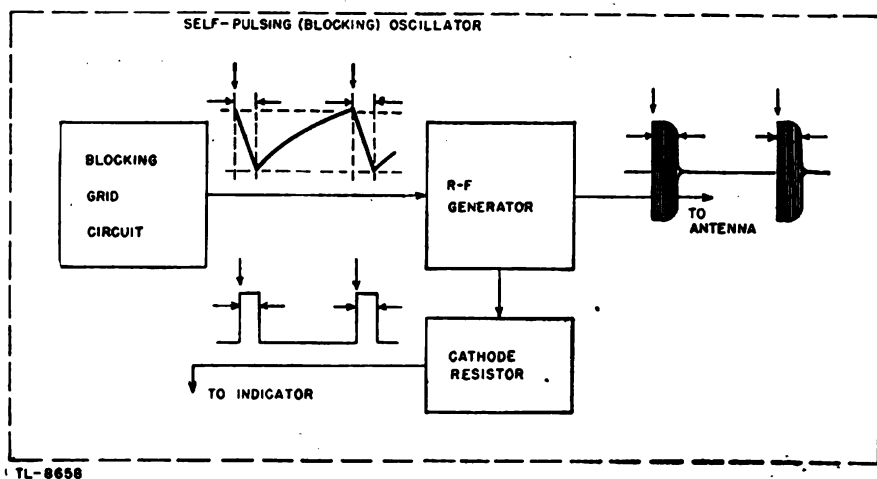 SELF-PULSING (BLOCKING) OSCILLATOR
BLOCKING
GRID
CIRCUIT
R-F
GENERATOR
TO
ANTENNA
CATHODE
RESISTOR
TO INDICATOR
TL-8658